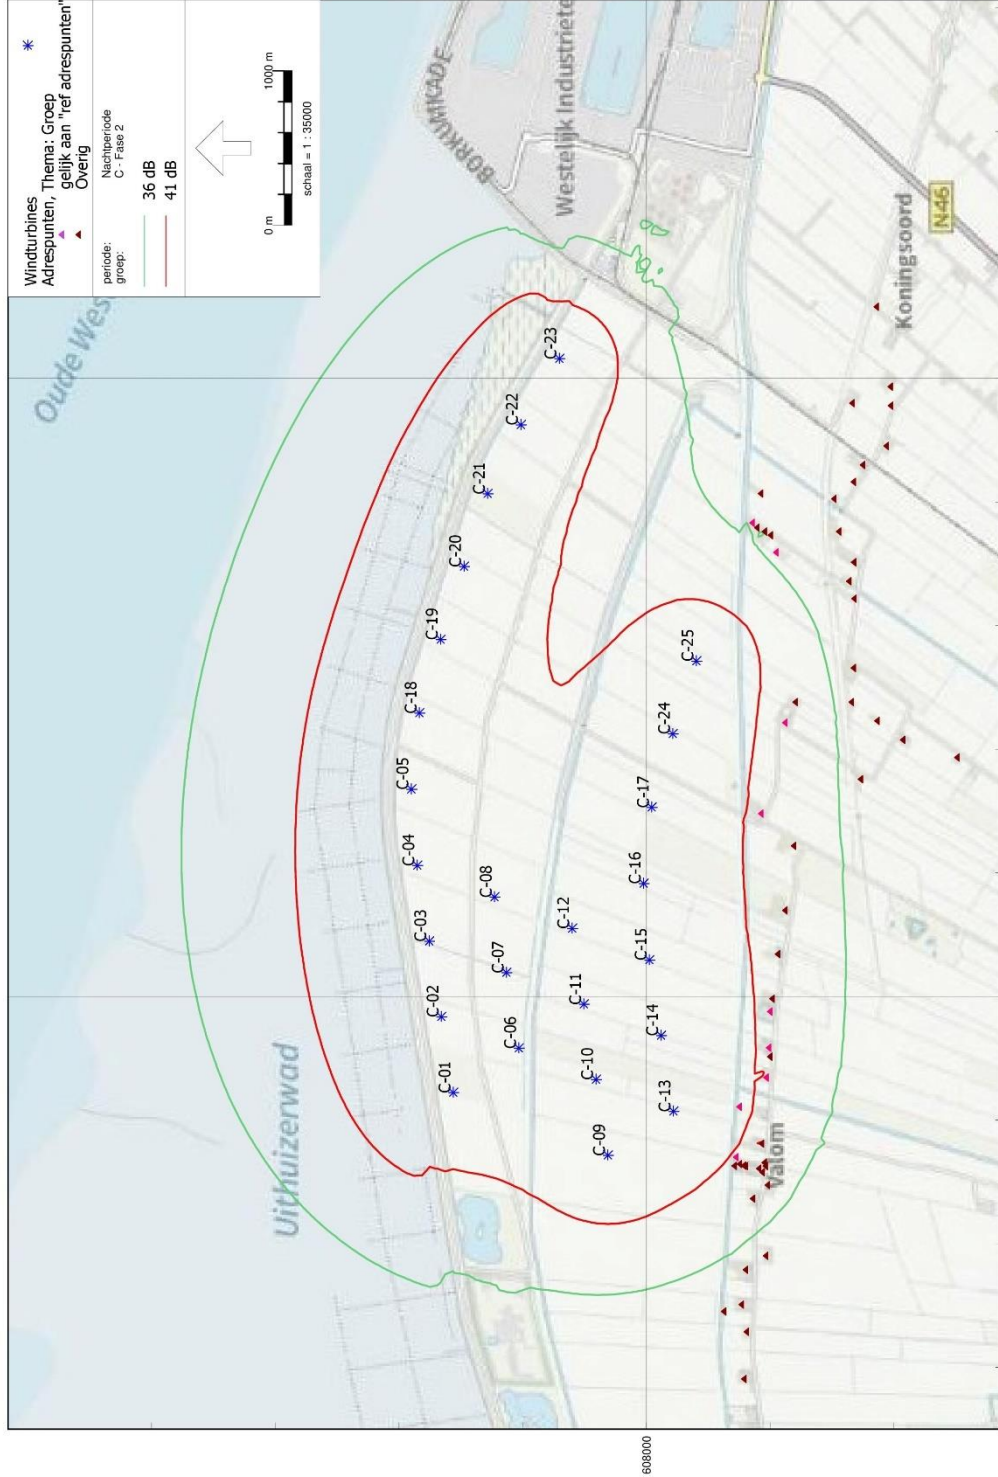 Windturbines
Adrespunten, Thema: Groep
gelijk aan "ref adrespunten"
Overig
periode: Nachtperiode
groep: C - Fase 2
36 dB
41 dB
0 m 1000 m
schaal = 1 : 35000
Oude Wes
BORKUMKADE
Westelijk Industriete
Uithuizerwad
Koningsoord
N46
Valom
C-01
C-02
C-03
C-04
C-05
C-18
C-19
C-20
C-21
C-22
C-23
C-06
C-07
C-08
C-09
C-10
C-11
C-12
C-13
C-14
C-15
C-16
C-17
C-24
C-25
608000